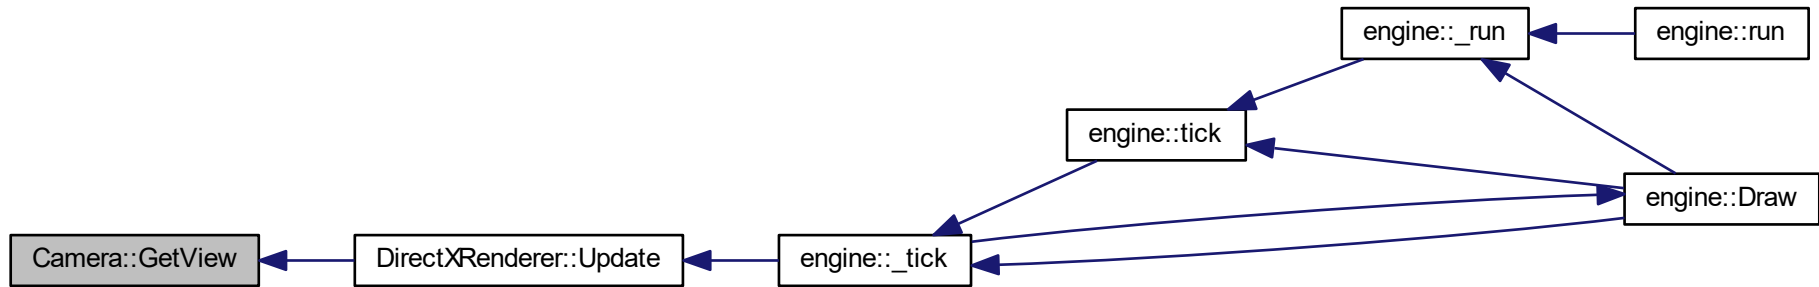 engine::_run
engine::run
engine::tick
engine::Draw
Camera::GetView
DirectXRenderer::Update
engine::_tick